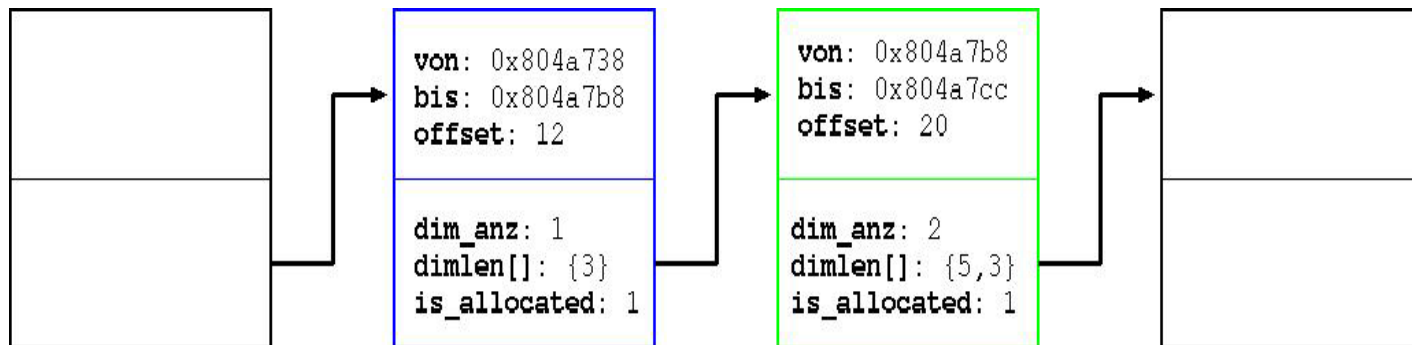 von: 0x804a738
bis: 0x804a7b8
offset: 12
dim_anz: 1
dimlen[]: {3}
is_allocated: 1
von: 0x804a7b8
bis: 0x804a7cc
offset: 20
dim_anz: 2
dimlen[]: {5,3}
is_allocated: 1